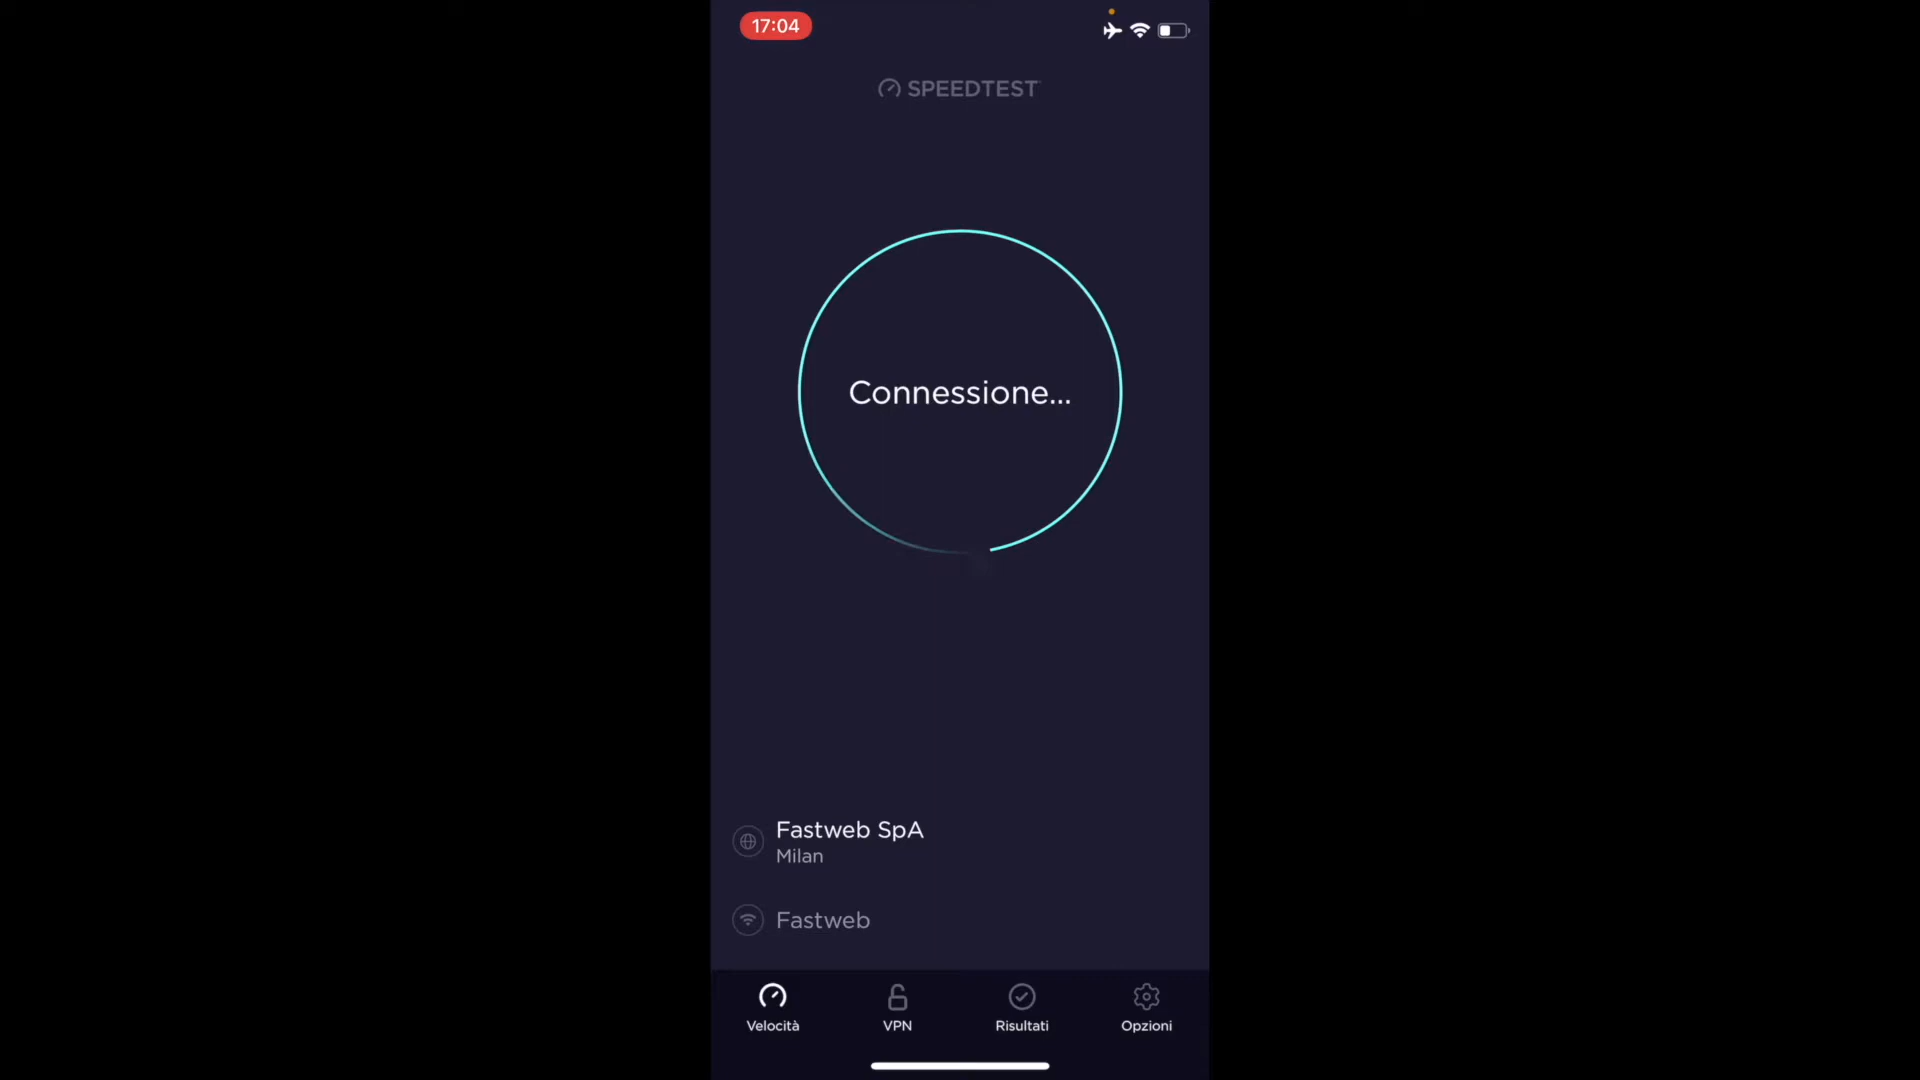 17:04
SPEEDTEST
Connessione...
Fastweb SpA
Milan
Fastweb
Velocità
VPN
Risultati
Opzioni